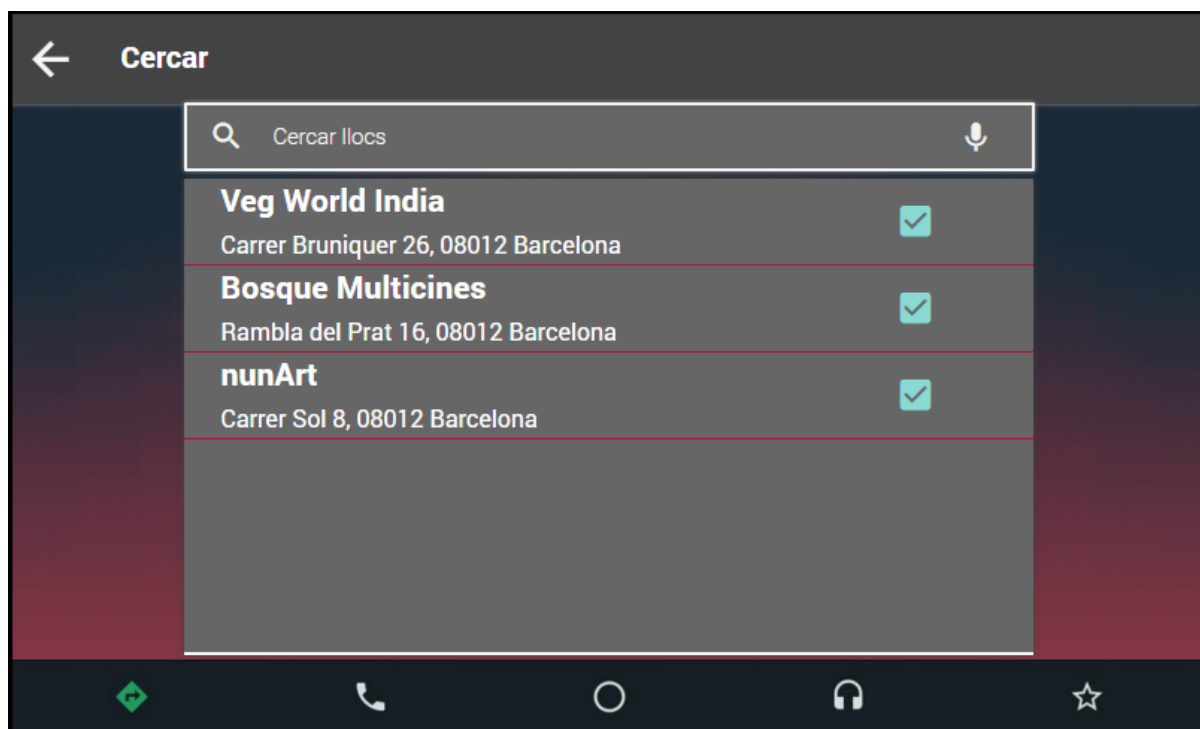 Cercar
Cercar llocs
Veg World India
Carrer Bruniquer 26, 08012 Barcelona
Bosque Multicines
Rambla del Prat 16, 08012 Barcelona
nunArt
Carrer Sol 8, 08012 Barcelona